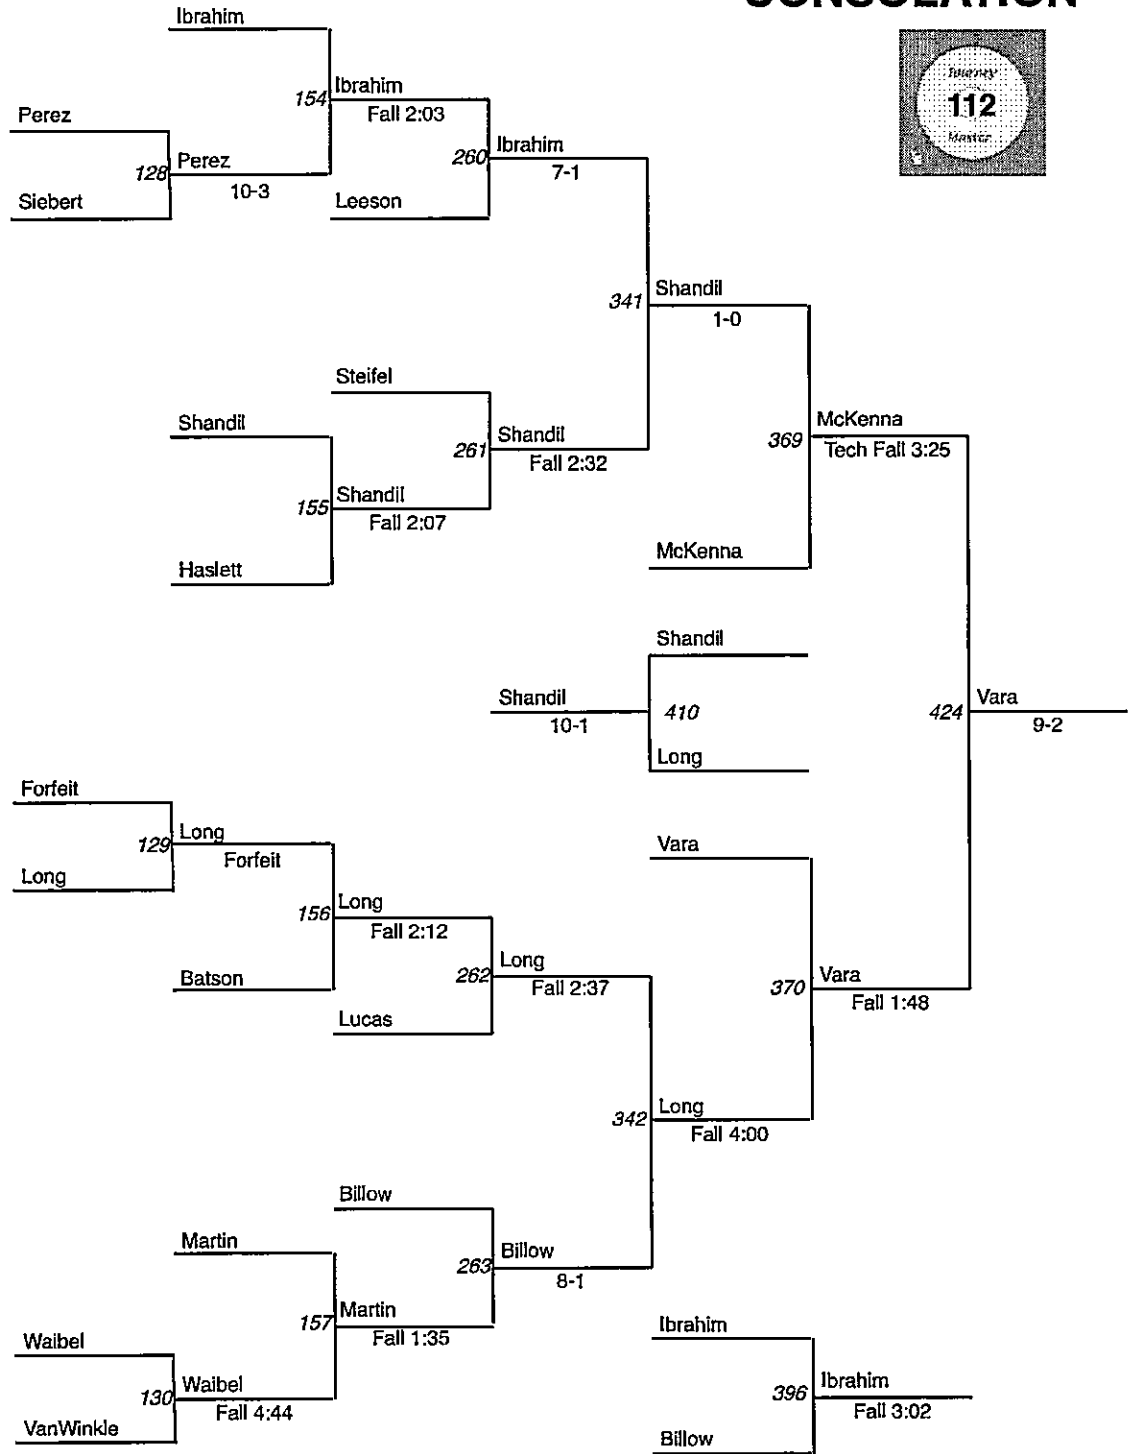 CONSOLATION
Tourney
112
Master
Ibrahim
154
Ibrahim
Fall 2:03
Perez
128
Perez
10-3
Siebert
260
Ibrahim
7-1
Leeson
341
Shandil
1-0
Steifel
Shandil
261
Shandil
Fall 2:32
155
Shandil
Fall 2:07
Haslett
369
McKenna
Tech Fall 3:25
McKenna
Shandil
Shandil
10-1
410
Long
424
Vara
9-2
Forfeit
129
Long
Forfeit
Long
Vara
156
Long
Fall 2:12
Batson
262
Long
Fall 2:37
Lucas
370
Vara
Fall 1:48
342
Long
Fall 4:00
Billow
Martin
263
Billow
8-1
157
Martin
Fall 1:35
Waibel
130
Waibel
Fall 4:44
VanWinkle
Ibrahim
396
Ibrahim
Fall 3:02
Billow